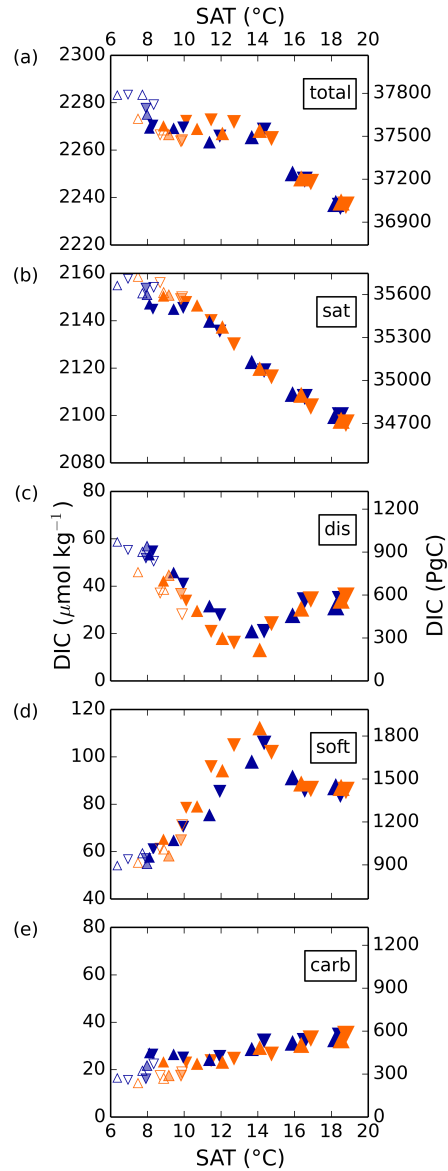 SAT (°C)
6 8 10 12 14 16 18 20
(a)
2300
2280
2260
2240
2220
total
37800
37500
37200
36900
(b)
2160
2140
2120
2100
2080
sat
35600
35300
35000
34700
(c)
80
60
40
20
0
dis
1200
900
600
300
0
DIC (μmol kg⁻¹)
DIC (PgC)
(d)
120
100
80
60
40
soft
1800
1500
1200
900
(e)
80
60
40
20
0
carb
1200
900
600
300
0
6 8 10 12 14 16 18 20
SAT (°C)